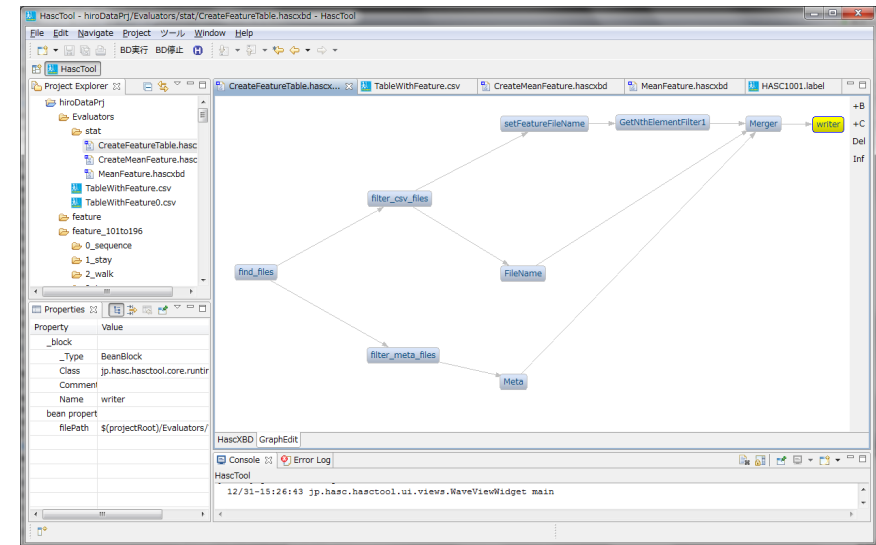 HascTool - hiroDataPrj/Evaluators/stat/CreateFeatureTable.hascxbd - HascTool
File Edit Navigate Project ツール Window Help
BD実行 BD停止
HascTool
Project Explor
CreateFeatureTable.hascx... TableWithFeature.csv CreateMeanFeature.hascxbd MeanFeature.hascxbd HASC1001.label
hiroDataPrj
Evaluators
stat
CreateFeatureTable.hasc
CreateMeanFeature.hasc
MeanFeature.hascxbd
TableWithFeature.csv
TableWithFeature0.csv
feature
feature_101to196
0_sequence
1_stay
2_walk
+B
+C
Del
Inf
setFeatureFileName GetNthElementFilter1 Merger writer
filter_csv_files
find_files FileName
filter_meta_files
Meta
HascXBD GraphEdit
Properties
Property Value
_block
_Type BeanBlock
Class jp.hasc.hasctool.core.runtir
Comment
Name writer
bean propert
filePath ${projectRoot}/Evaluators/
Console Error Log
HascTool
12/31-15:26:43 jp.hasc.hasctool.ui.views.WaveViewWidget main